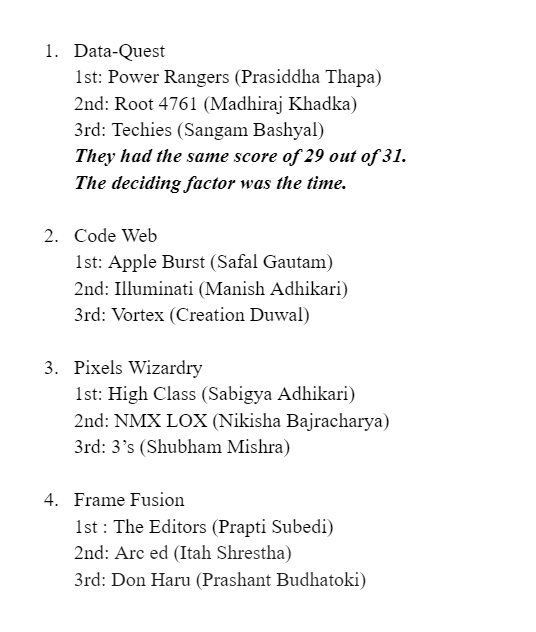 1. Data-Quest
1st: Power Rangers (Prasiddha Thapa)
2nd: Root 4761 (Madhiraj Khadka)
3rd: Techies (Sangam Bashyal)
They had the same score of 29 out of 31.
The deciding factor was the time.
2. Code Web
1st: Apple Burst (Safal Gautam)
2nd: Illuminati (Manish Adhikari)
3rd: Vortex (Creation Duwal)
3. Pixels Wizardry
1st: High Class (Sabigya Adhikari)
2nd: NMX LOX (Nikisha Bajracharya)
3rd: 3’s (Shubham Mishra)
4. Frame Fusion
1st : The Editors (Prapti Subedi)
2nd: Arc ed (Itah Shrestha)
3rd: Don Haru (Prashant Budhatoki)